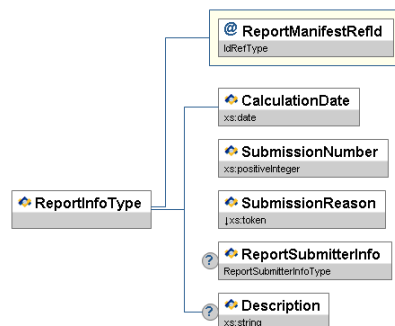 @ ReportManifestRefId
IdRefType
CalculationDate
xs:date
SubmissionNumber
xs:positiveInteger
ReportInfoType
SubmissionReason
↓xs:token
? ReportSubmitterInfo
ReportSubmitterInfoType
? Description
xs:string